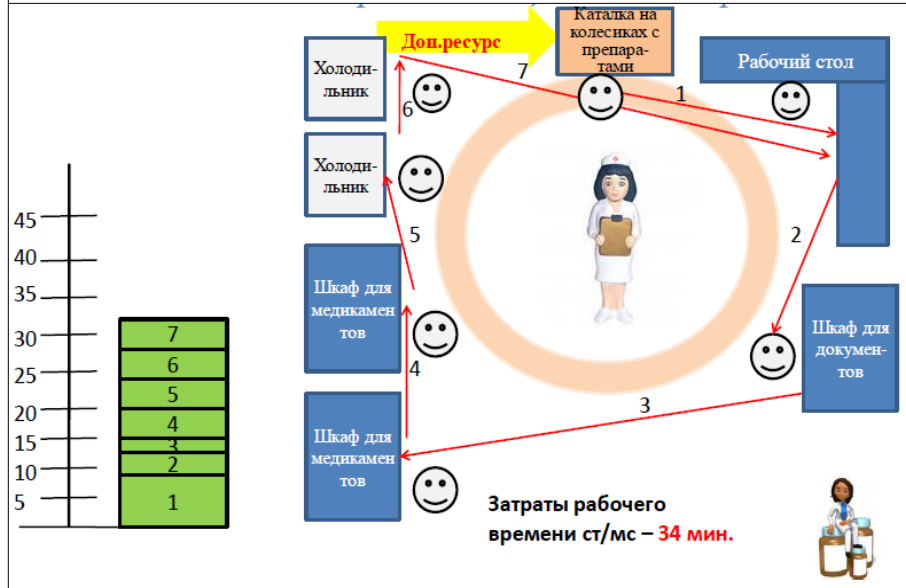 Доп.ресурс
Каталка на
колесиках с
препара-
тами
Рабочий стол
Холоди-
льник
7
1
6
Холоди-
льник
5
2
Шкаф для
медикамен
тов
4
Шкаф для
докумен-
тов
3
Шкаф для
медикамен
тов
45
40
35
30
25
20
15
10
5
7
6
5
4
3
2
1
Затраты рабочего
времени ст/мс – 34 мин.